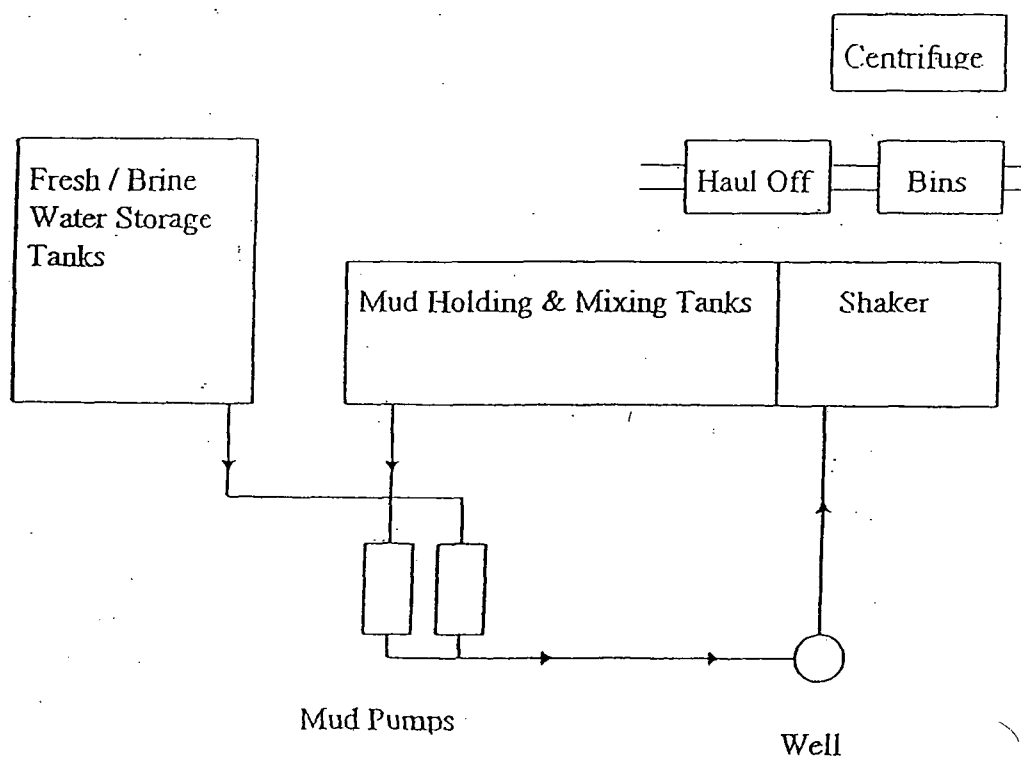 Centrifuge
Fresh / Brine
Water Storage
Tanks
Haul Off
Bins
Mud Holding & Mixing Tanks
Shaker
Mud Pumps
Well